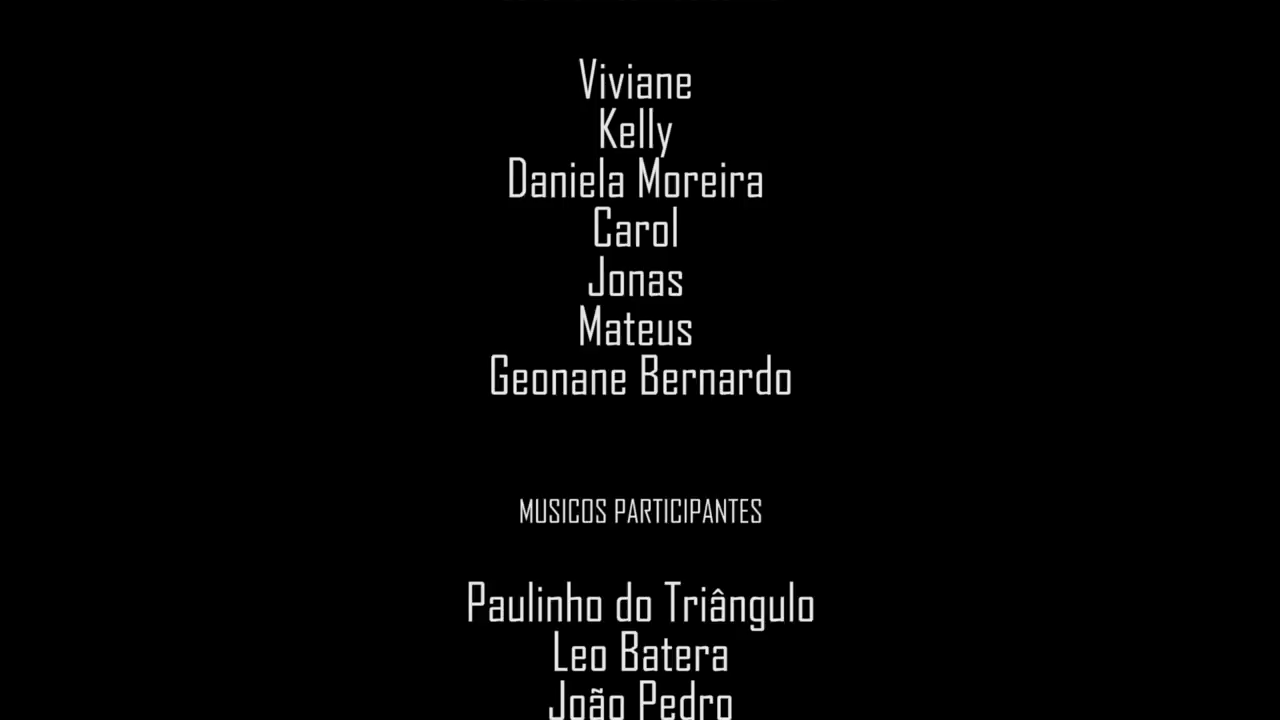 Viviane
Kelly
Daniela Moreira
Carol
Jonas
Mateus
Geonane Bernardo
MUSICOS PARTICIPANTES
Paulinho do Triângulo
Leo Batera
João Pedro